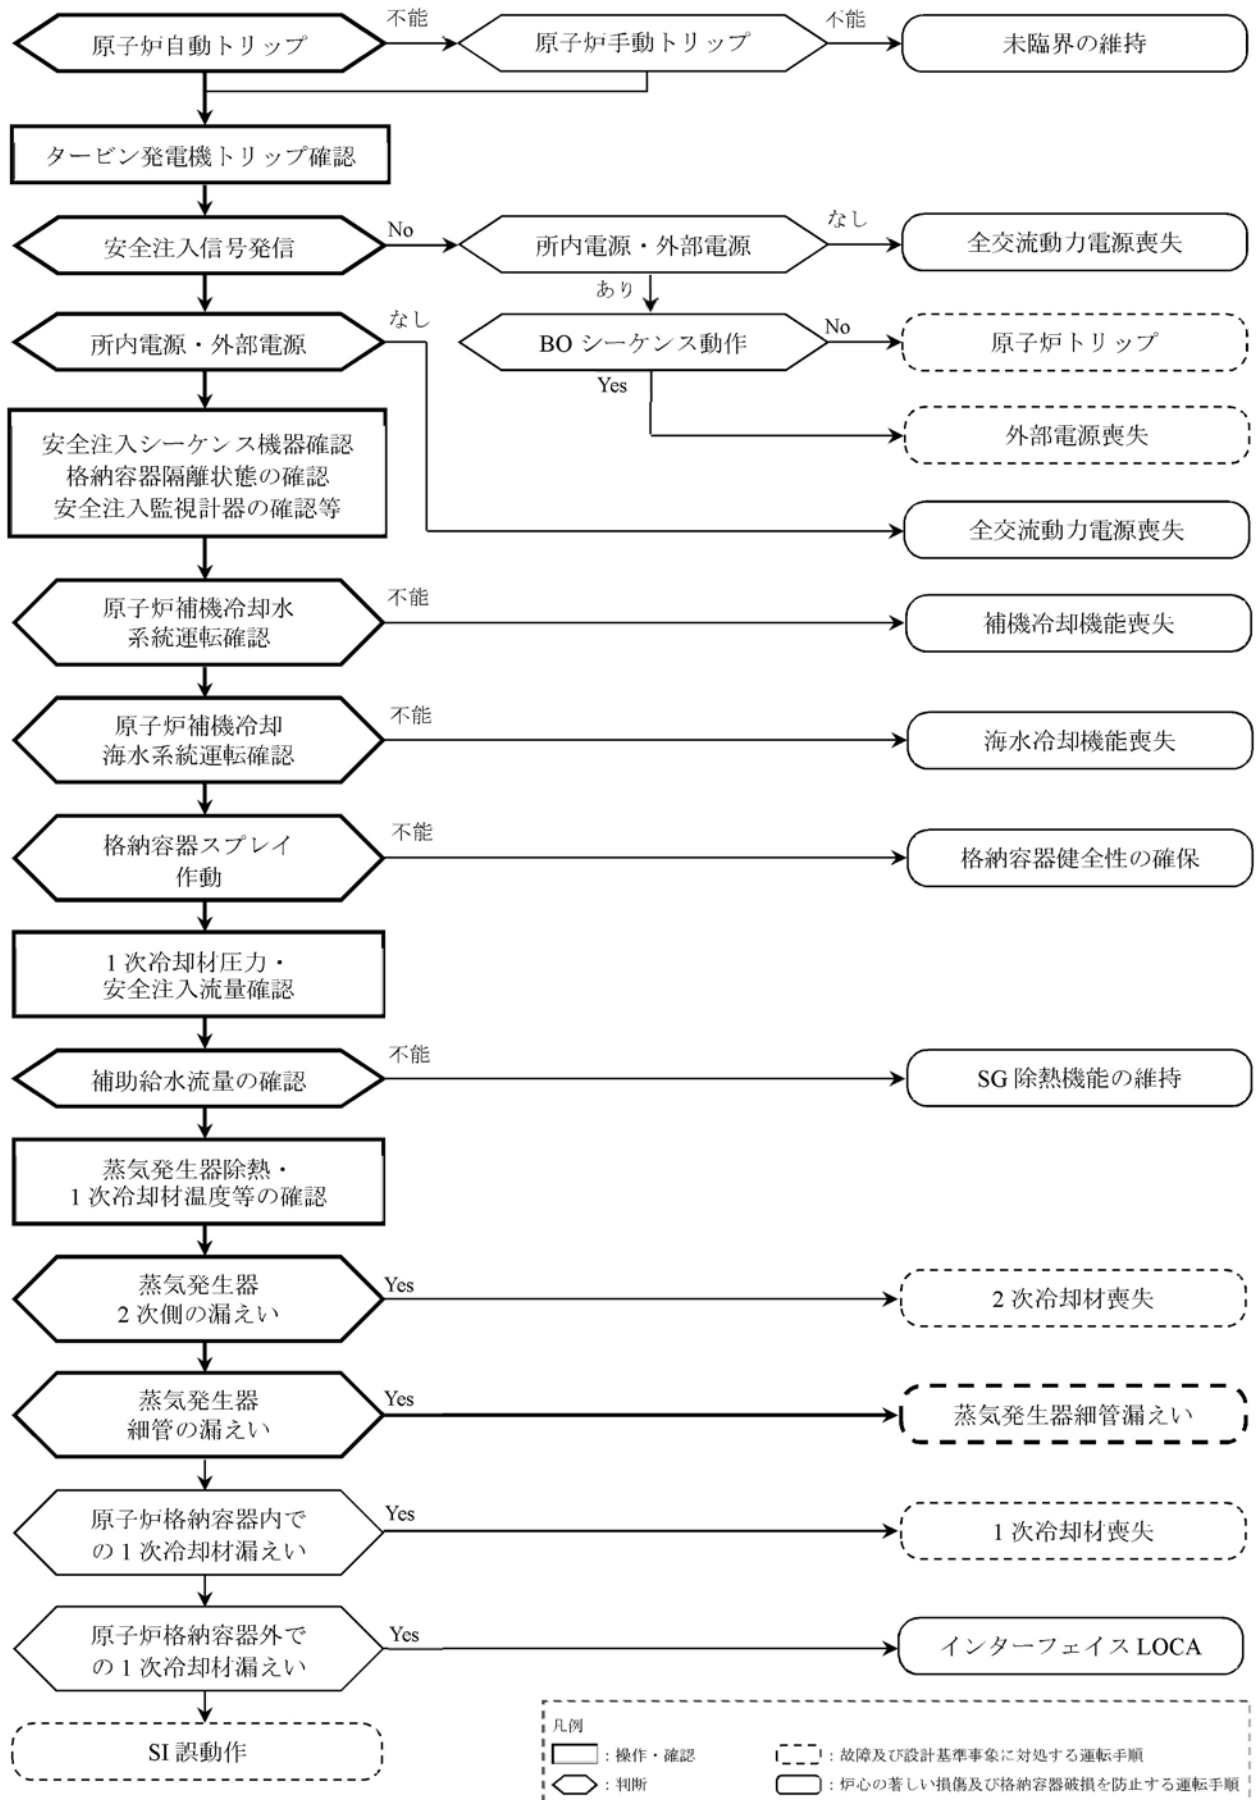 原子炉自動トリップ
不能
原子炉手動トリップ
不能
未臨界の維持
タービン発電機トリップ確認
安全注入信号発信
No
所内電源・外部電源
なし
全交流動力電源喪失
あり
所内電源・外部電源
なし
BO シーケンス動作
No
原子炉トリップ
Yes
外部電源喪失
安全注入シーケンス機器確認
格納容器隔離状態の確認
安全注入監視計器の確認等
全交流動力電源喪失
原子炉補機冷却水
系統運転確認
不能
補機冷却機能喪失
原子炉補機冷却
海水系統運転確認
不能
海水冷却機能喪失
格納容器スプレイ
作動
不能
格納容器健全性の確保
1 次冷却材圧力・
安全注入流量確認
補助給水流量の確認
不能
SG 除熱機能の維持
蒸気発生器除熱・
1 次冷却材温度等の確認
蒸気発生器
2 次側の漏えい
Yes
2 次冷却材喪失
蒸気発生器
細管の漏えい
Yes
蒸気発生器細管漏えい
原子炉格納容器内で
の 1 次冷却材漏えい
Yes
1 次冷却材喪失
原子炉格納容器外で
の 1 次冷却材漏えい
Yes
インターフェイス LOCA
SI 誤動作
凡例
：操作・確認
：故障及び設計基準事象に対処する運転手順
：判断
：炉心の著しい損傷及び格納容器破損を防止する運転手順